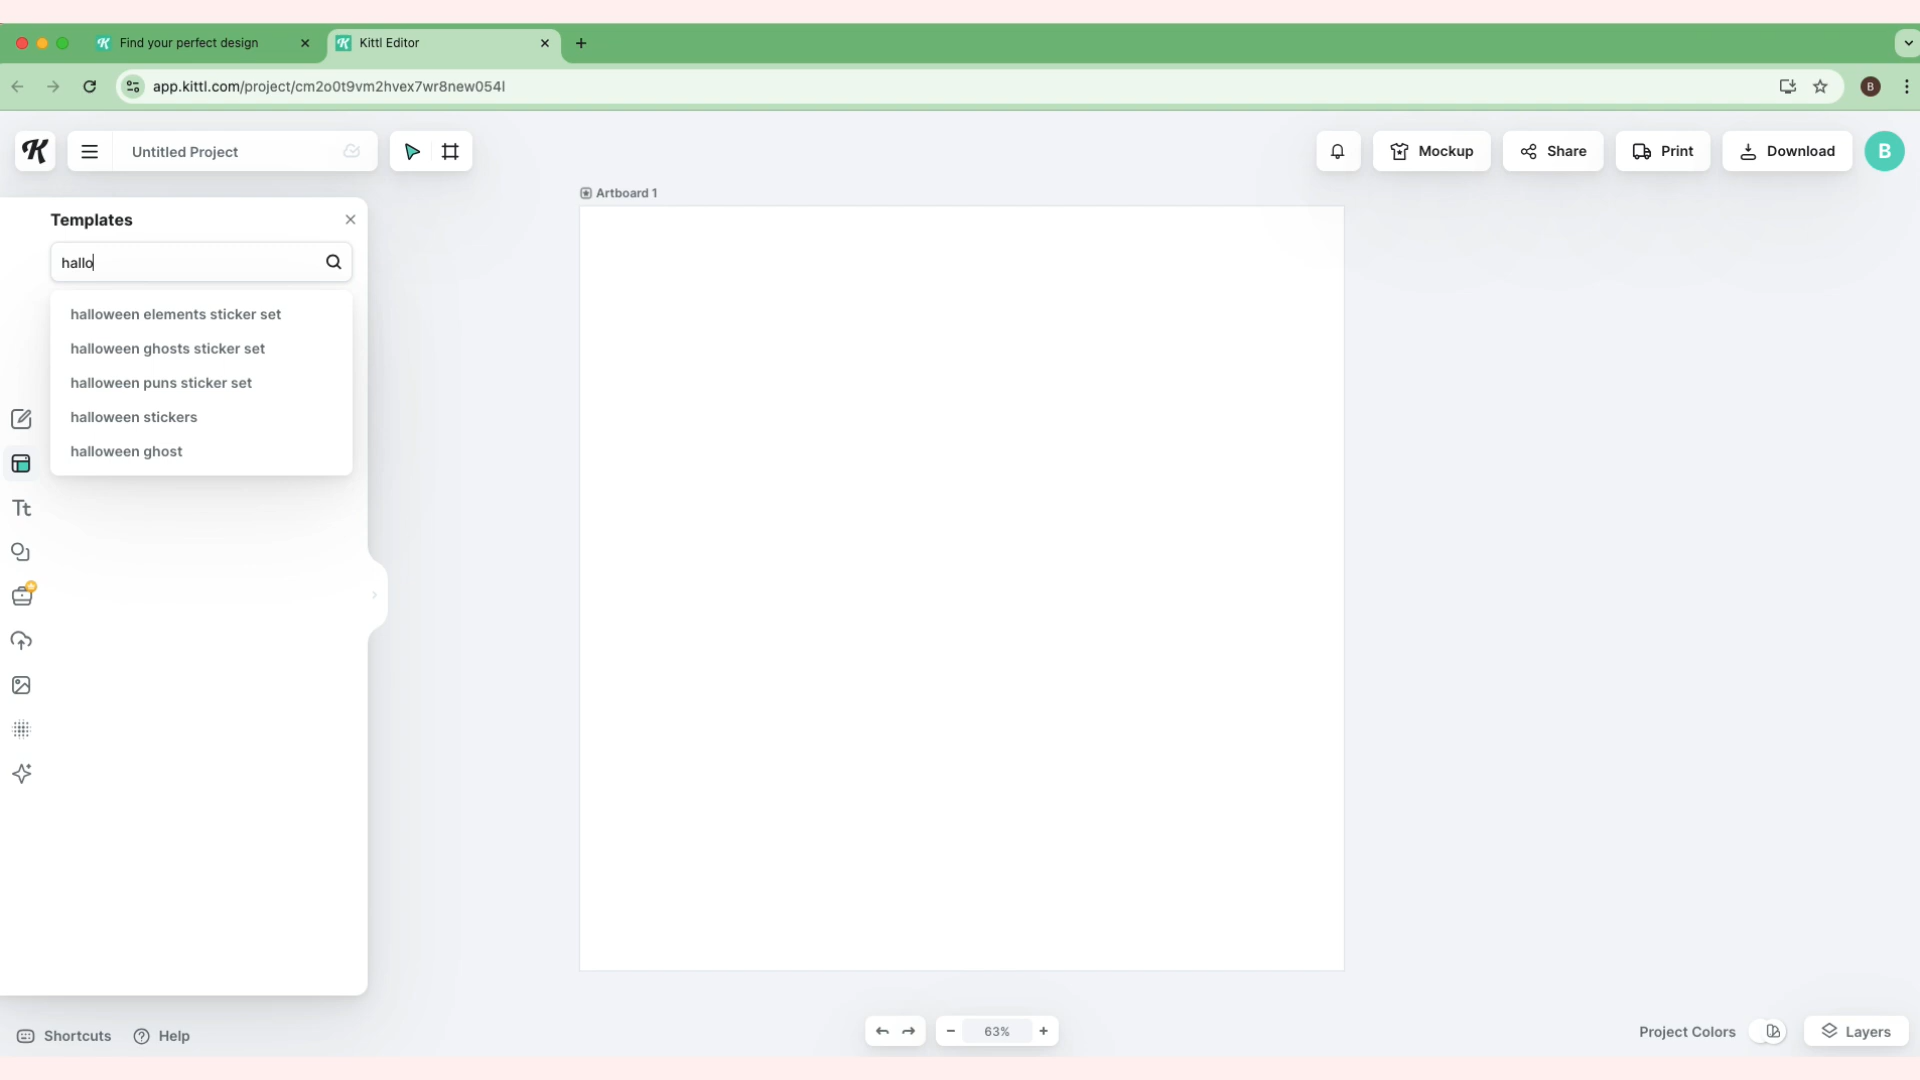 Find your perfect design
Kittl Editor
app.kittl.com/project/cm2o0t9vm2hvex7wr8new054l
B
K
Untitled Project
Mockup
Share
Print
Download
B
Artboard 1
Templates
hallo
halloween elements sticker set
halloween ghosts sticker set
halloween puns sticker set
halloween stickers
halloween ghost
Tt
Shortcuts
Help
63%
Project Colors
Layers